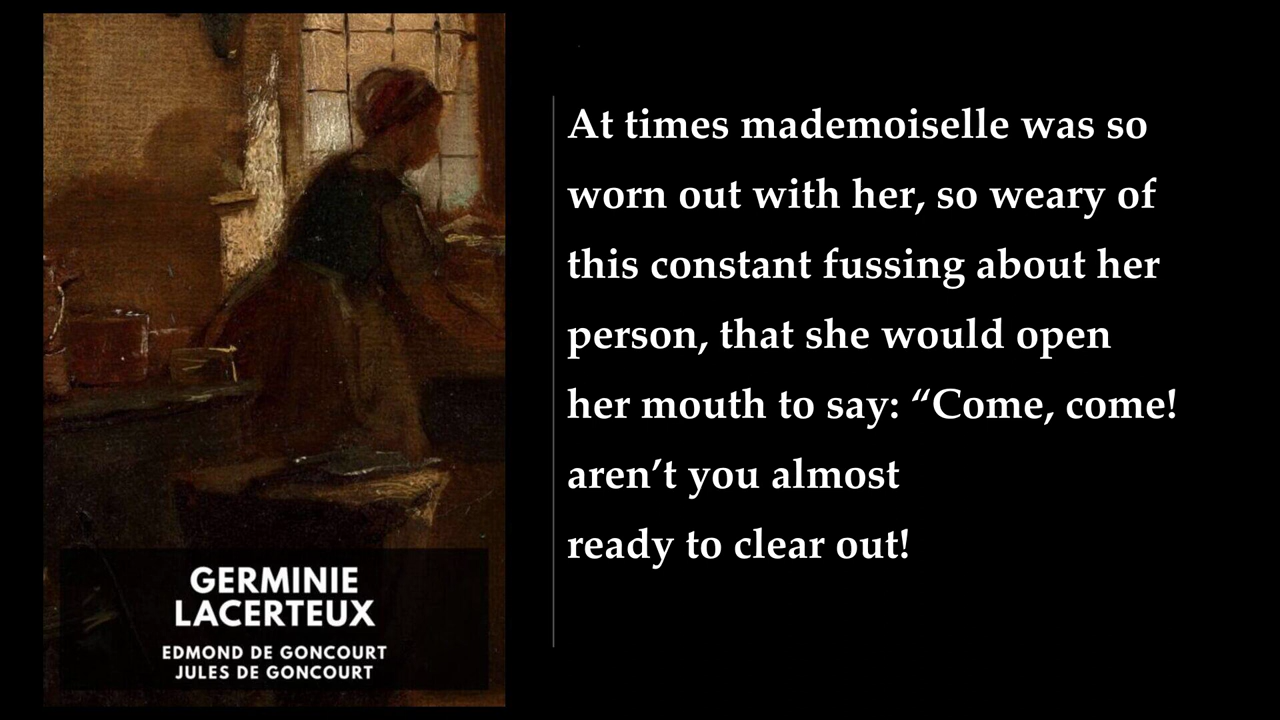 GERMINIE
LACERTEUX
EDMOND DE GONCOURT
JULES DE GONCOURT
At times mademoiselle was so
worn out with her, so weary of
this constant fussing about her
person, that she would open
her mouth to say: “Come, come!
aren’t you almost
ready to clear out!